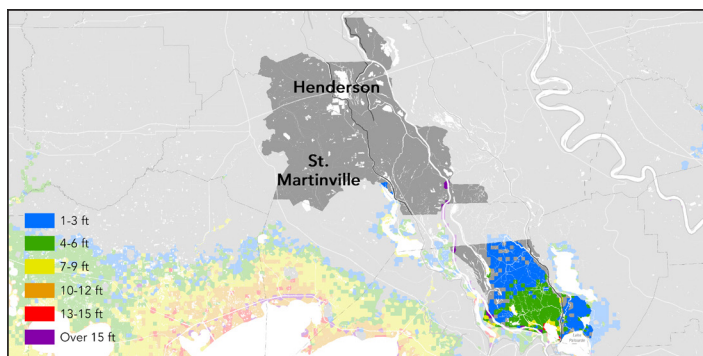 Henderson
St.
Martinville
1-3 ft
4-6 ft
7-9 ft
10-12 ft
13-15 ft
Over 15 ft